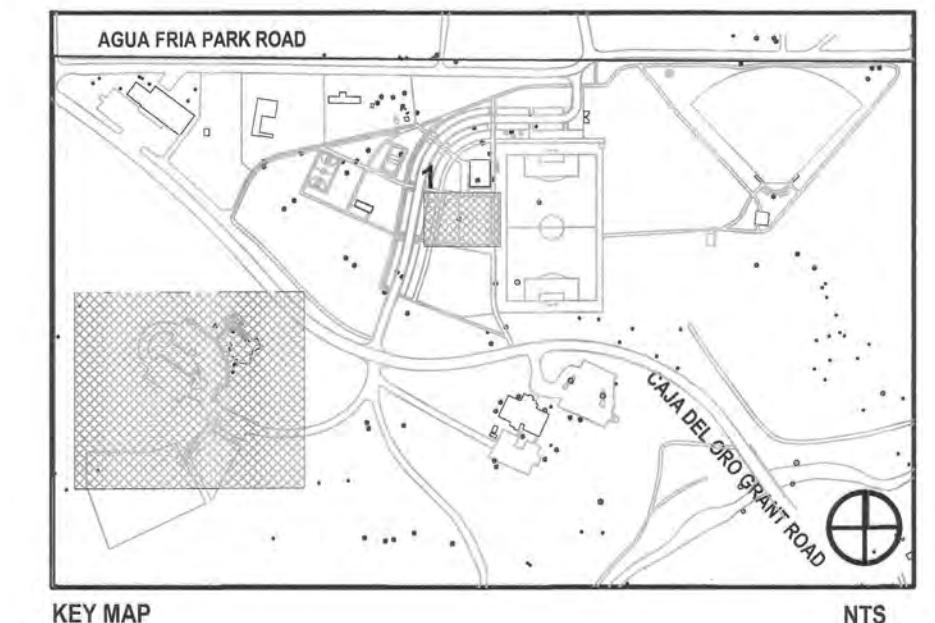 AGUA FRIA PARK ROAD
1
CAJA DEL ORO GRANT ROAD
KEY MAP
NTS